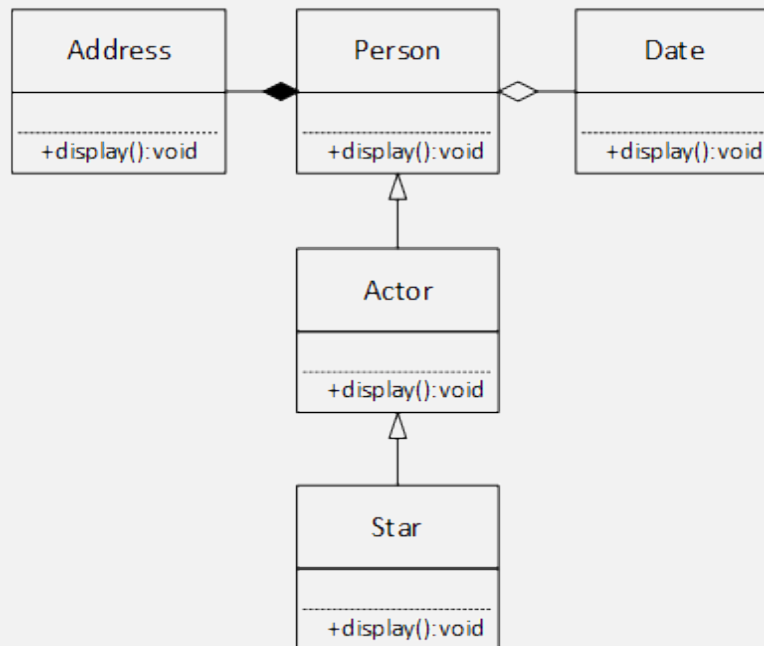 Address
+display():void
Person
+display():void
Date
+display():void
Actor
+display():void
Star
+display():void